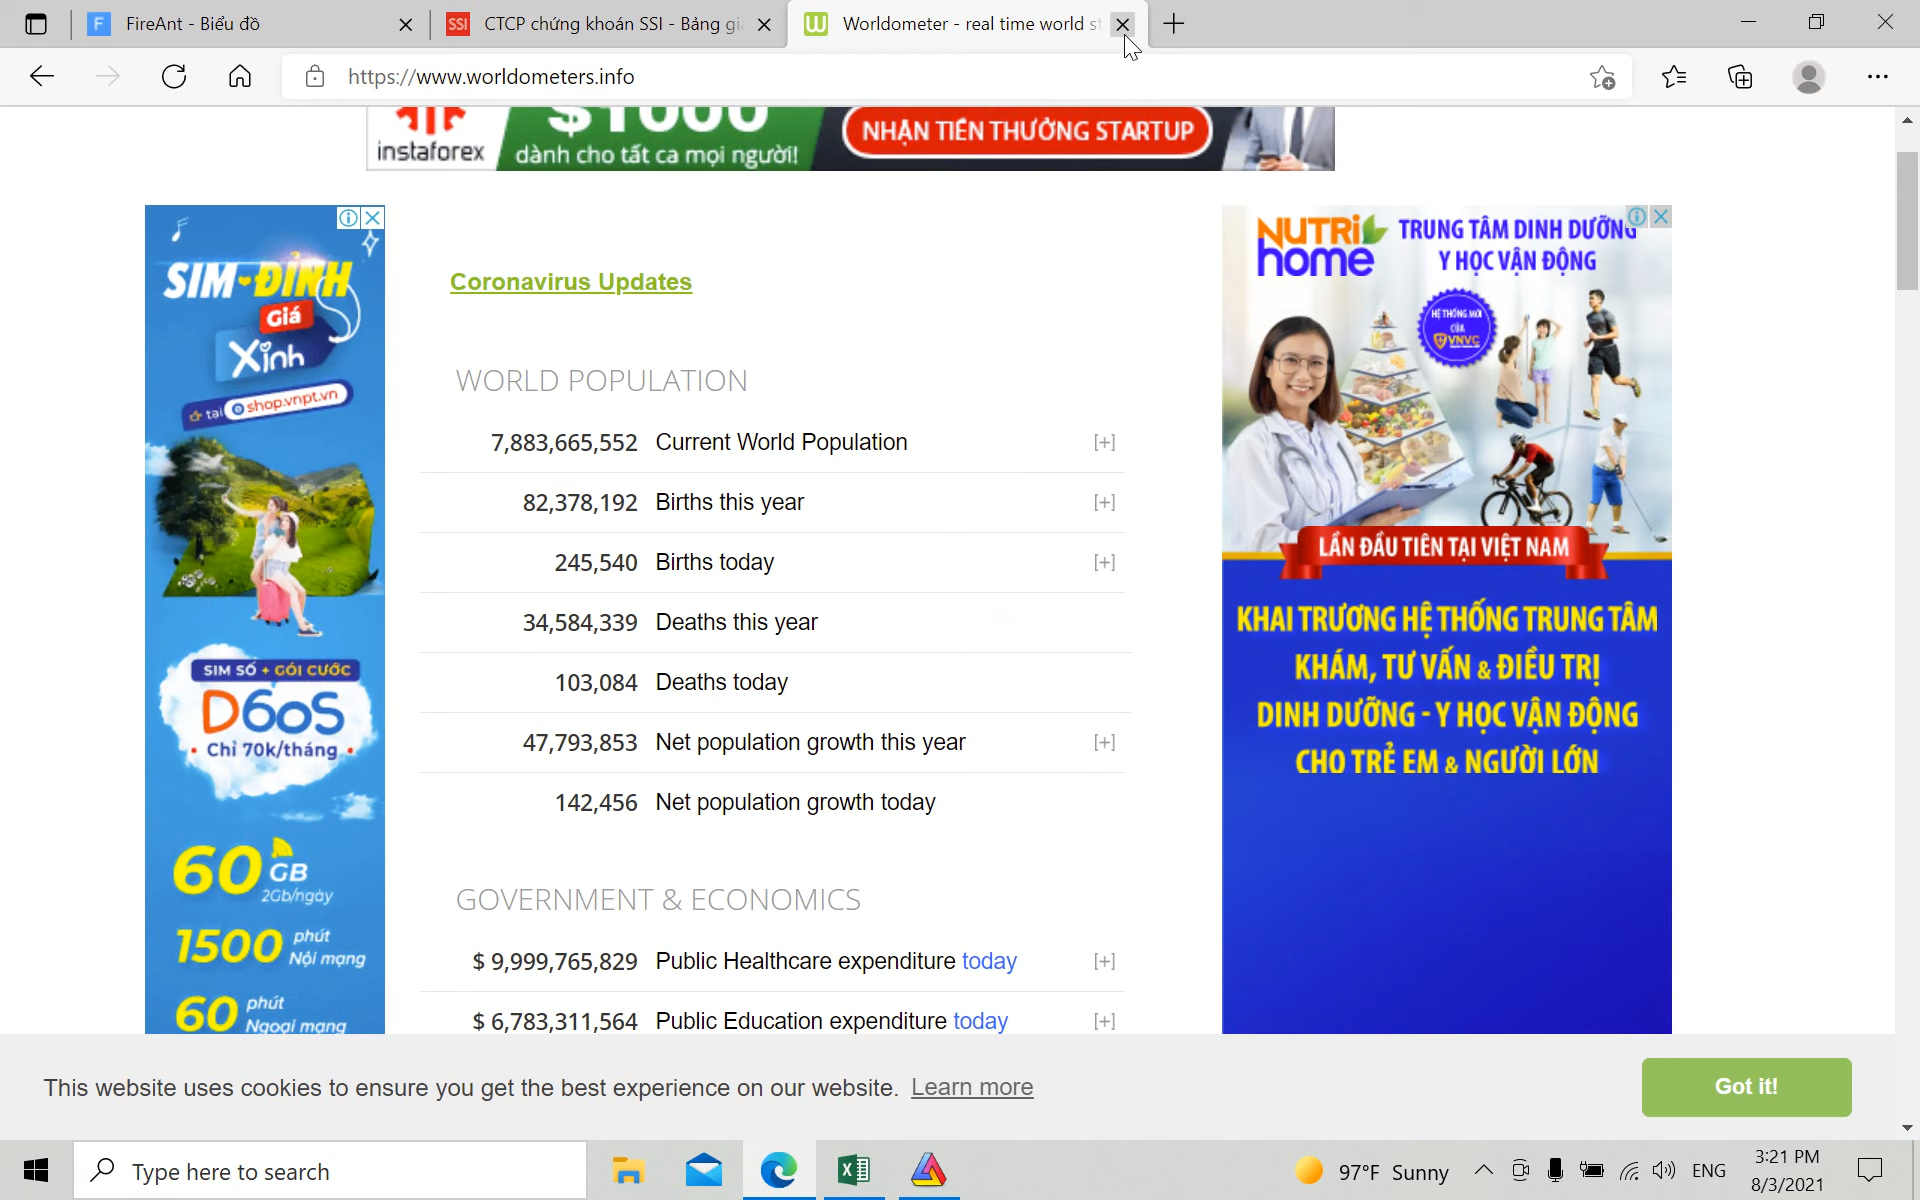 FireAnt - Biểu đồ
SSI CTCP chứng khoán SSI - Bảng gi
Worldometer - real time world st
https://www.worldometers.info
instaforex
$1000
dành cho tất cả mọi người!
NHẬN TIỀN THƯỞNG STARTUP
SIM-ĐỈNH
Giá
Xỉnh
tại shop.vnpt.vn
SIM SỐ + GÓI CƯỚC
D60S
Chỉ 70k/tháng
60 GB
2Gb/ngày
1500 phút
Nội mạng
60 phút
Ngoại mạng
Coronavirus Updates
WORLD POPULATION
7,883,665,552 Current World Population [+]
82,378,192 Births this year [+]
245,540 Births today [+]
34,584,339 Deaths this year
103,084 Deaths today
47,793,853 Net population growth this year [+]
142,456 Net population growth today
GOVERNMENT & ECONOMICS
$ 9,999,765,829 Public Healthcare expenditure today [+]
$ 6,783,311,564 Public Education expenditure today [+]
NUTRi
home
TRUNG TÂM DINH DƯỠNG
Y HỌC VẬN ĐỘNG
HỆ THỐNG MỚI
CỦA
VNVC
LẦN ĐẦU TIÊN TẠI VIỆT NAM
KHAI TRƯƠNG HỆ THỐNG TRUNG TÂM
KHÁM, TƯ VẤN & ĐIỀU TRỊ
DINH DƯỠNG - Y HỌC VẬN ĐỘNG
CHO TRẺ EM & NGƯỜI LỚN
This website uses cookies to ensure you get the best experience on our website. Learn more
Got it!
Type here to search
97°F Sunny
ENG
3:21 PM
8/3/2021